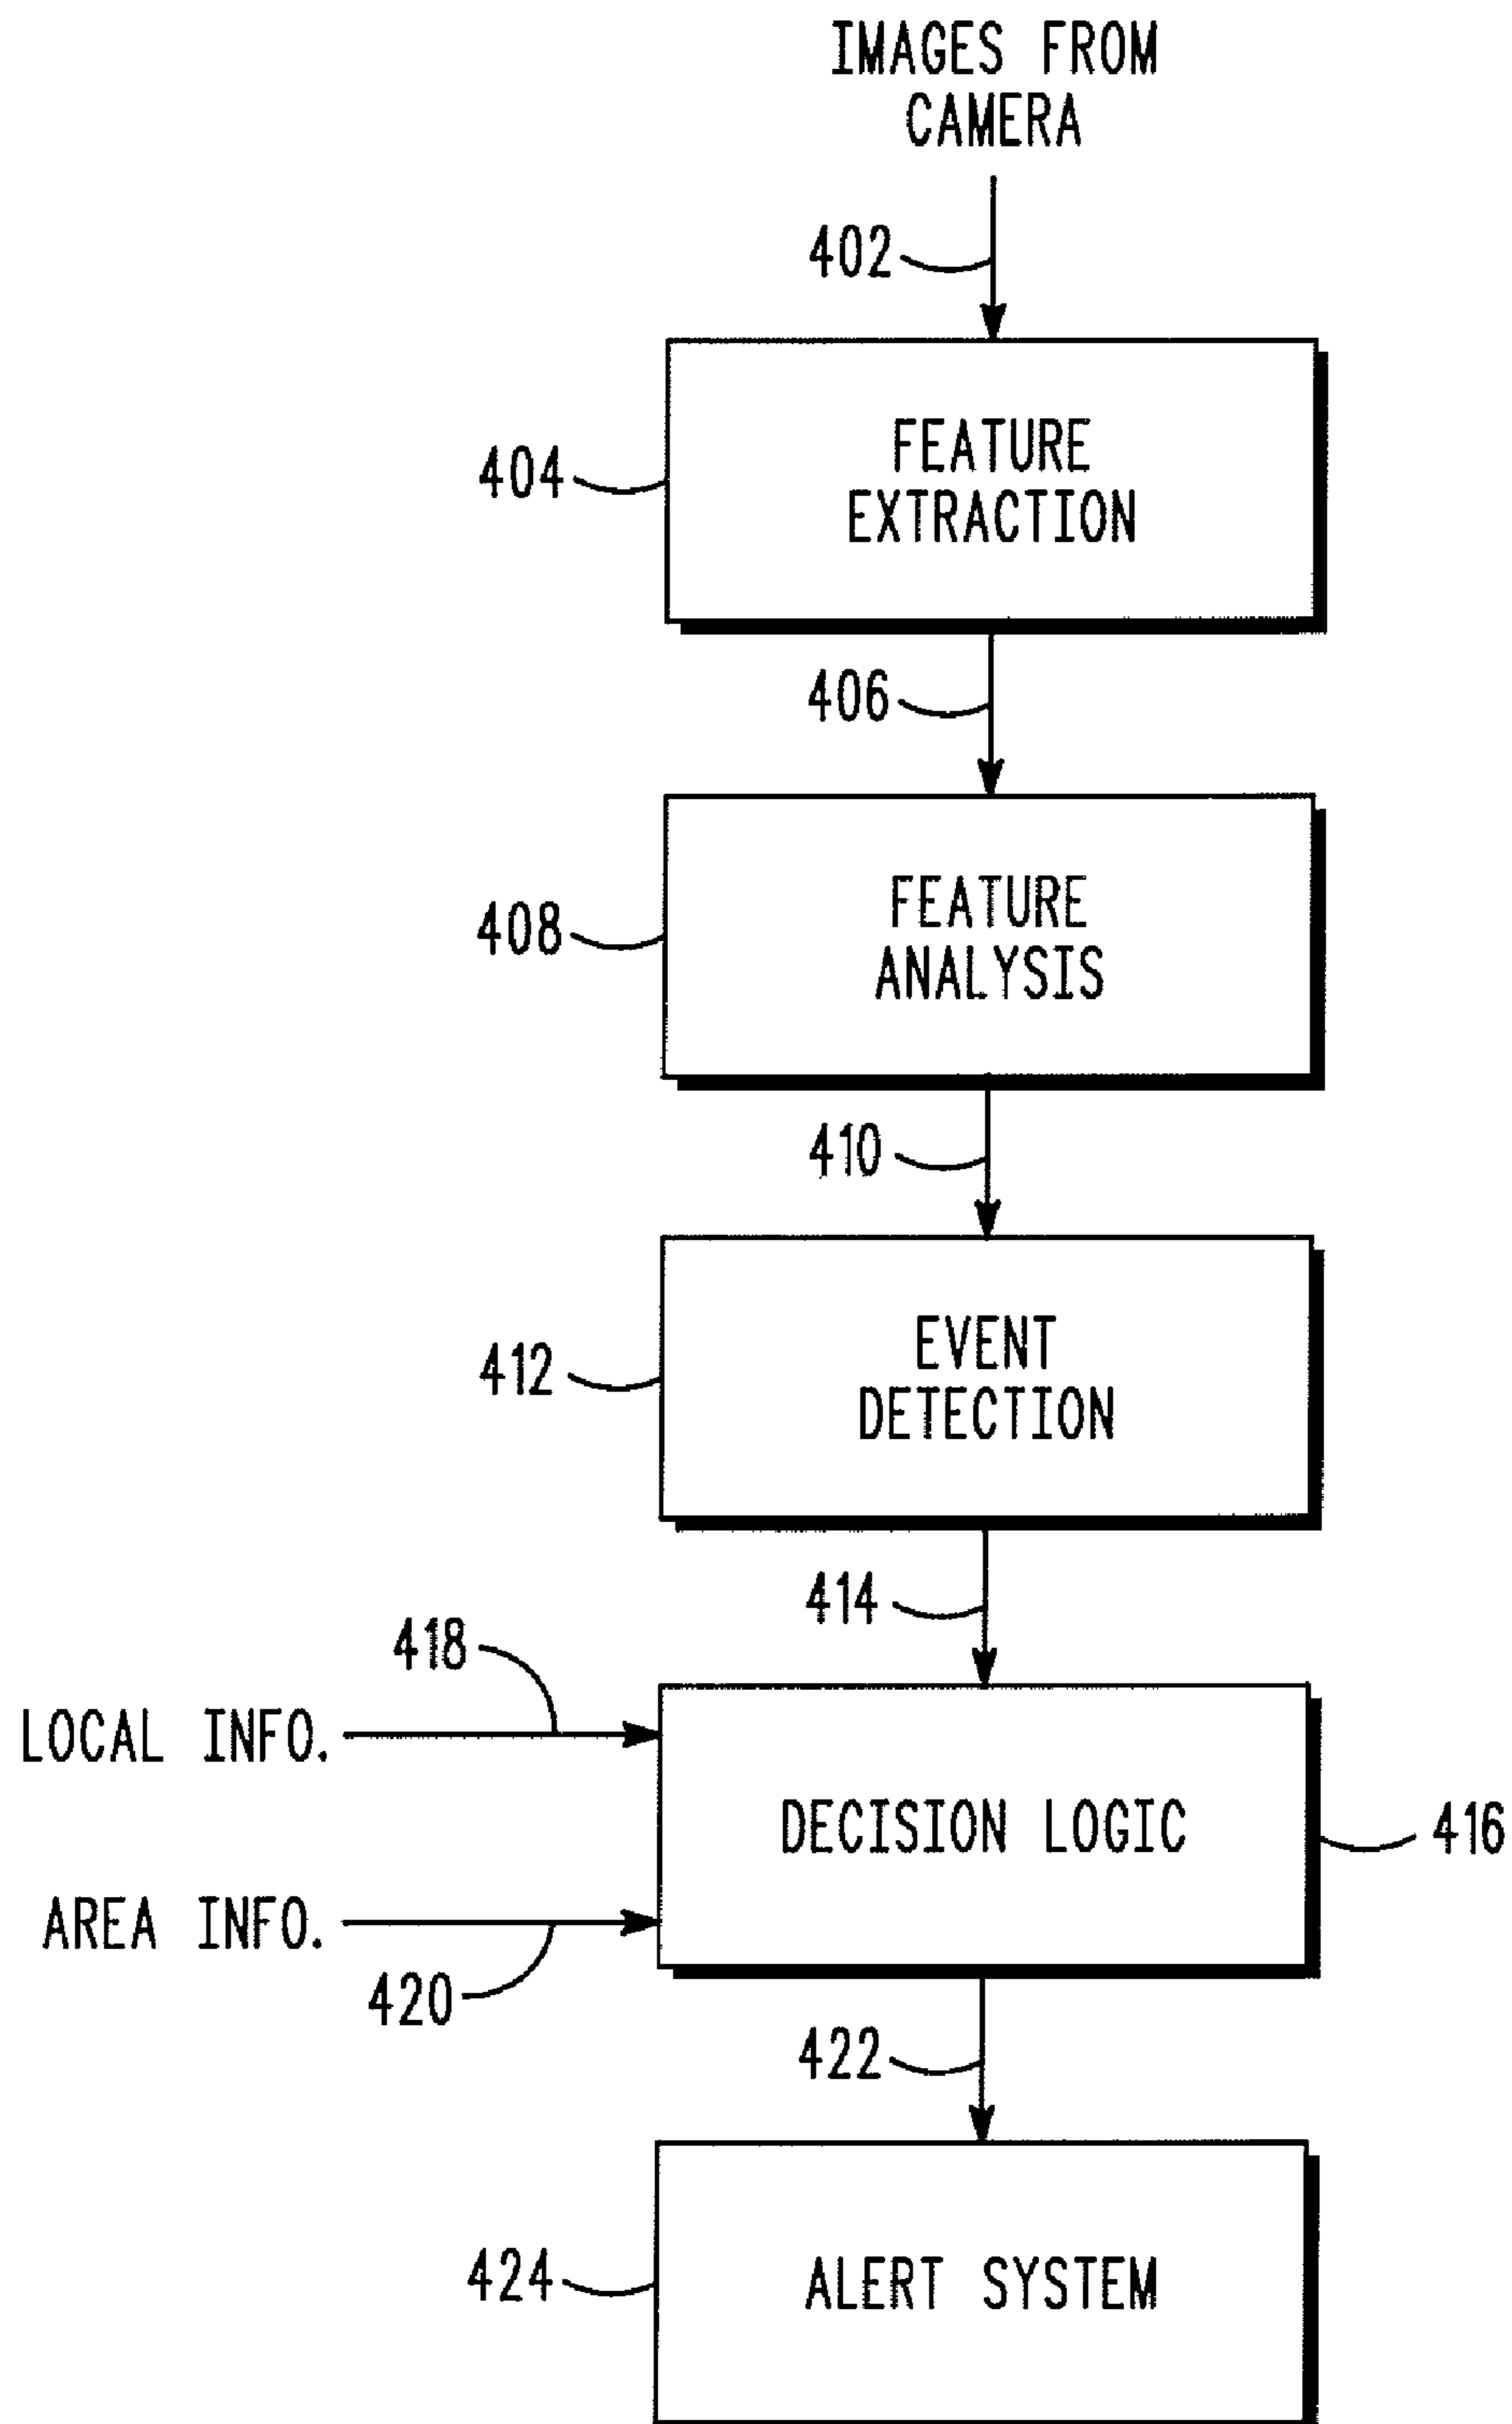 IMAGES FROM
CAMERA
402
404
FEATURE
EXTRACTION
406
408
FEATURE
ANALYSIS
410
412
EVENT
DETECTION
414
418
LOCAL INFO.
DECISION LOGIC
416
AREA INFO.
420
422
424
ALERT SYSTEM